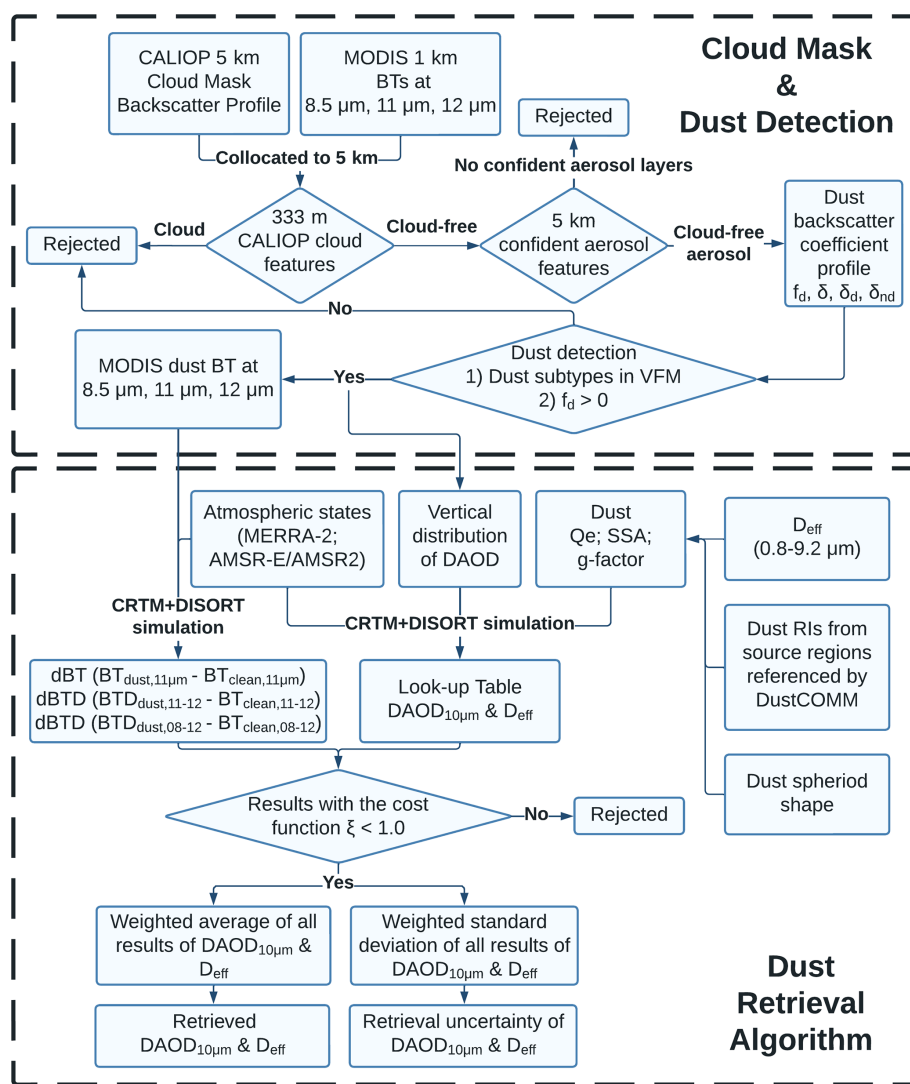 Cloud Mask
&
Dust Detection
CALIOP 5 km
Cloud Mask
Backscatter Profile
MODIS 1 km
BTs at
8.5 μm, 11 μm, 12 μm
Collocated to 5 km
Rejected
No confident aerosol layers
Rejected
Cloud
333 m
CALIOP cloud
features
Cloud-free
5 km
confident aerosol
features
Cloud-free
aerosol
Dust
backscatter
coefficient
profile
fd, δ, δd, δnd
No
MODIS dust BT at
8.5 μm, 11 μm, 12 μm
Yes
Dust detection
1) Dust subtypes in VFM
2) fd > 0
Atmospheric states
(MERRA-2;
AMSR-E/AMSR2)
Vertical
distribution
of DAOD
Dust
Qe; SSA;
g-factor
Deff
(0.8-9.2 μm)
CRTM+DISORT
simulation
CRTM+DISORT simulation
Dust RIs from
source regions
referenced by
DustCOMM
dBT (BTdust,11μm - BTclean,11μm)
dBTD (BTDdust,11-12 - BTclean,11-12)
dBTD (BTDdust,08-12 - BTclean,08-12)
Look-up Table
DAOD10μm & Deff
Dust spheriod
shape
Results with the cost
function ξ < 1.0
No
Rejected
Yes
Weighted average of all
results of DAOD10μm &
Deff
Weighted standard
deviation of all results of
DAOD10μm & Deff
Retrieved
DAOD10μm & Deff
Retrieval uncertainty of
DAOD10μm & Deff
Dust
Retrieval
Algorithm